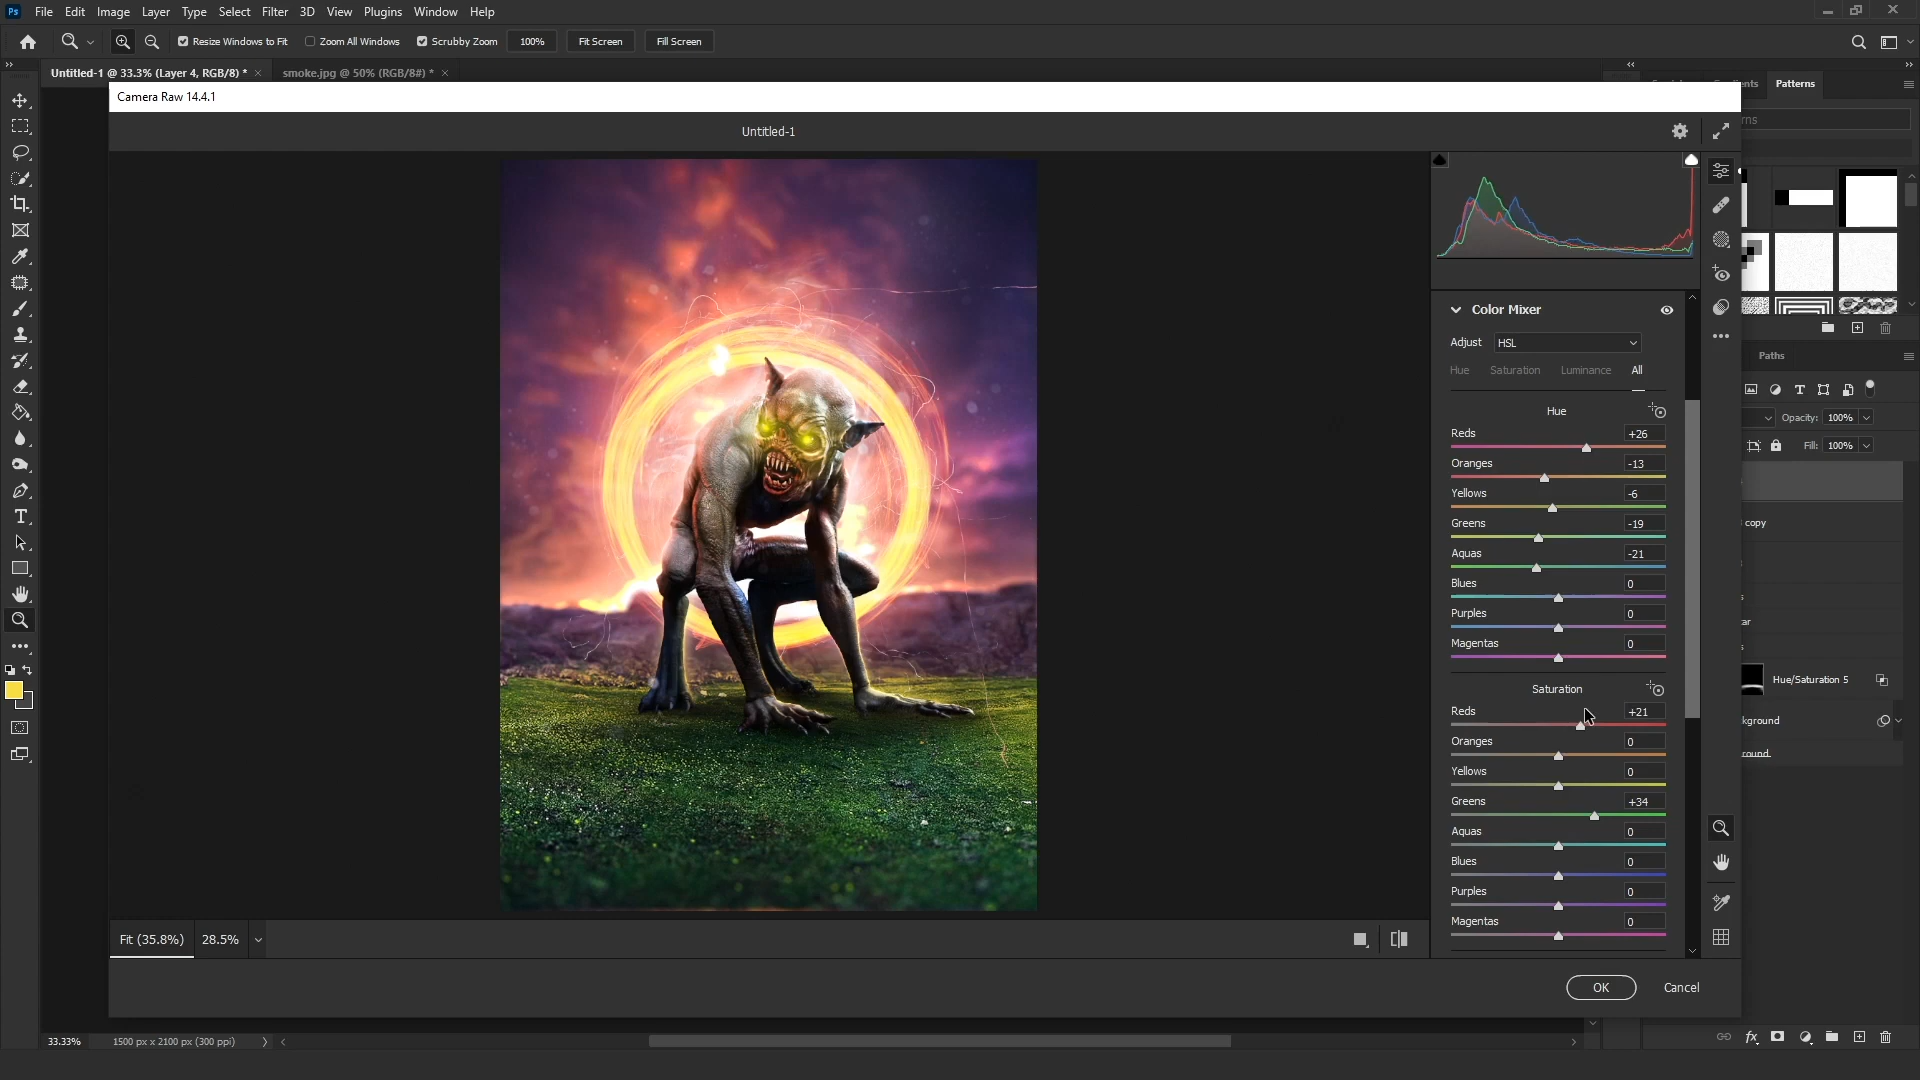 Ps File Edit Image Layer Type Select Filter 3D View Plugins Window Help
Resize Windows to Fit Zoom All Windows Scrubby Zoom 100% Fit Screen Fill Screen
Untitled-1 @ 33.3% (Layer 4, RGB/8) * × smoke.jpg @ 50% (RGB/8#) * ×
Patterns
Camera Raw 14.4.1
Untitled-1
Color Mixer
Adjust HSL
Hue Saturation Luminance All
Hue
Reds +26
Oranges -13
Yellows -6
Greens -19
Aquas -21
Blues 0
Purples 0
Magentas 0
Saturation
Reds +21
Oranges 0
Yellows 0
Greens +34
Aquas 0
Blues 0
Purples 0
Magentas 0
Paths
Opacity: 100%
Fill: 100%
copy
Hue/Saturation 5
Fit (35.8%) 28.5%
OK Cancel
33.33% 1500 px x 2100 px (300 ppi)
fx